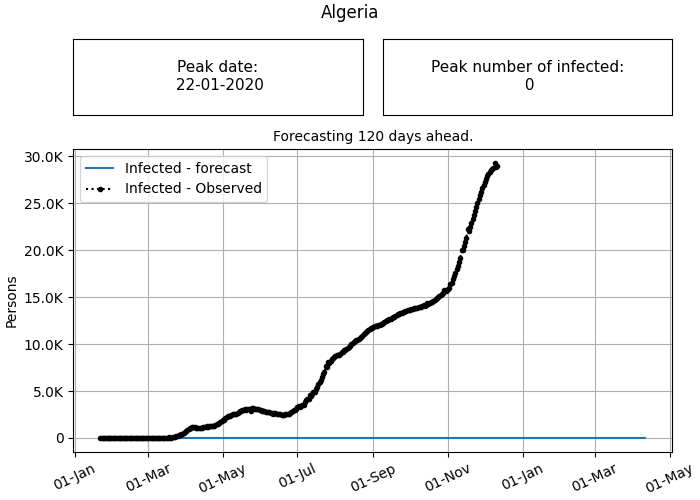 Algeria
Peak date:
22-01-2020
Peak number of infected:
0
Forecasting 120 days ahead.
Infected - forecast
Infected - Observed
30.0K
25.0K
20.0K
15.0K
10.0K
5.0K
0
Persons
01-Jan
01-Mar
01-May
01-Jul
01-Sep
01-Nov
01-Jan
01-Mar
01-May